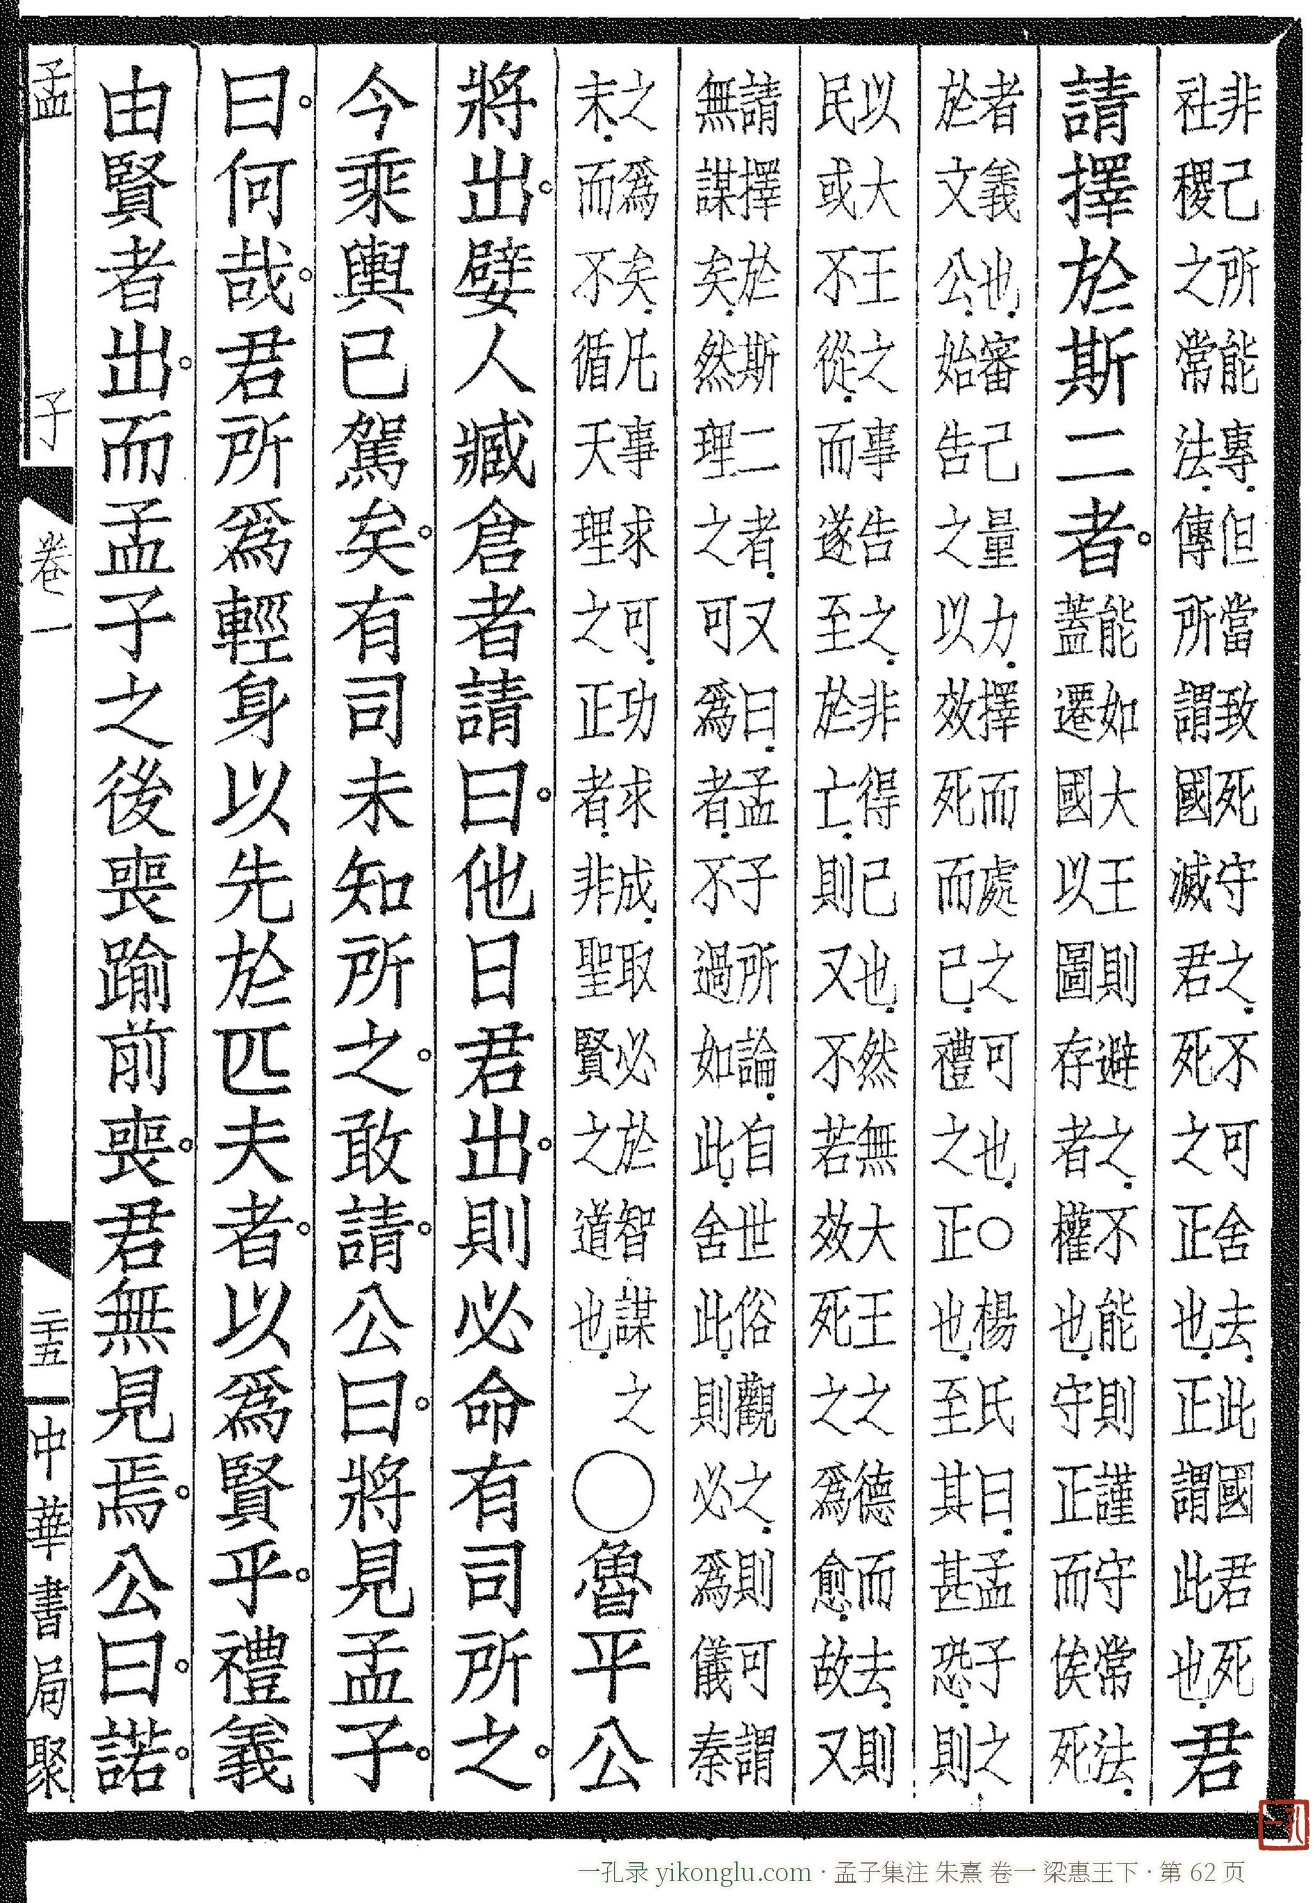 非己所能專．但當致死守之．不可舍去．此國君死
社稷之常法．傳所謂國滅君死之．正也．正謂此也．
君
請擇於斯二者。
能如大王則避之．不能則謹守常法．
蓋遷國以圖存者權也．守正而俟死
者義也．審己量力．擇而處之可也．○楊氏曰．孟子之
於文公．始告之以效死而已．禮之正也．至其甚恐．則
以大王之事告之．非得已也．然無大王之德而去．則
民或不從．而遂至於亡．則又不若效死之爲愈．故又
請擇於斯二者．又曰．孟子所論．自世俗觀之．則可謂
無謀矣．然理之可爲者．不過如此．舍此則必爲儀秦
之爲矣．凡事求可．功求成．取必於智謀之
末．而不循天理之正者．非聖賢之道也．
○魯平公
將出。嬖人臧倉者請曰。他日君出。則必命有司所之。
今乘輿已駕矣。有司未知所之。敢請。公曰。將見孟子。
曰。何哉。君所爲輕身以先於匹夫者。以爲賢乎。禮義
由賢者出。而孟子之後喪踰前喪。君無見焉。公曰。諾。
孟子 卷一 二十五 中華書局聚
一孔录 yikonglu.com · 孟子集注 朱熹 卷一 梁惠王下 · 第 62 页